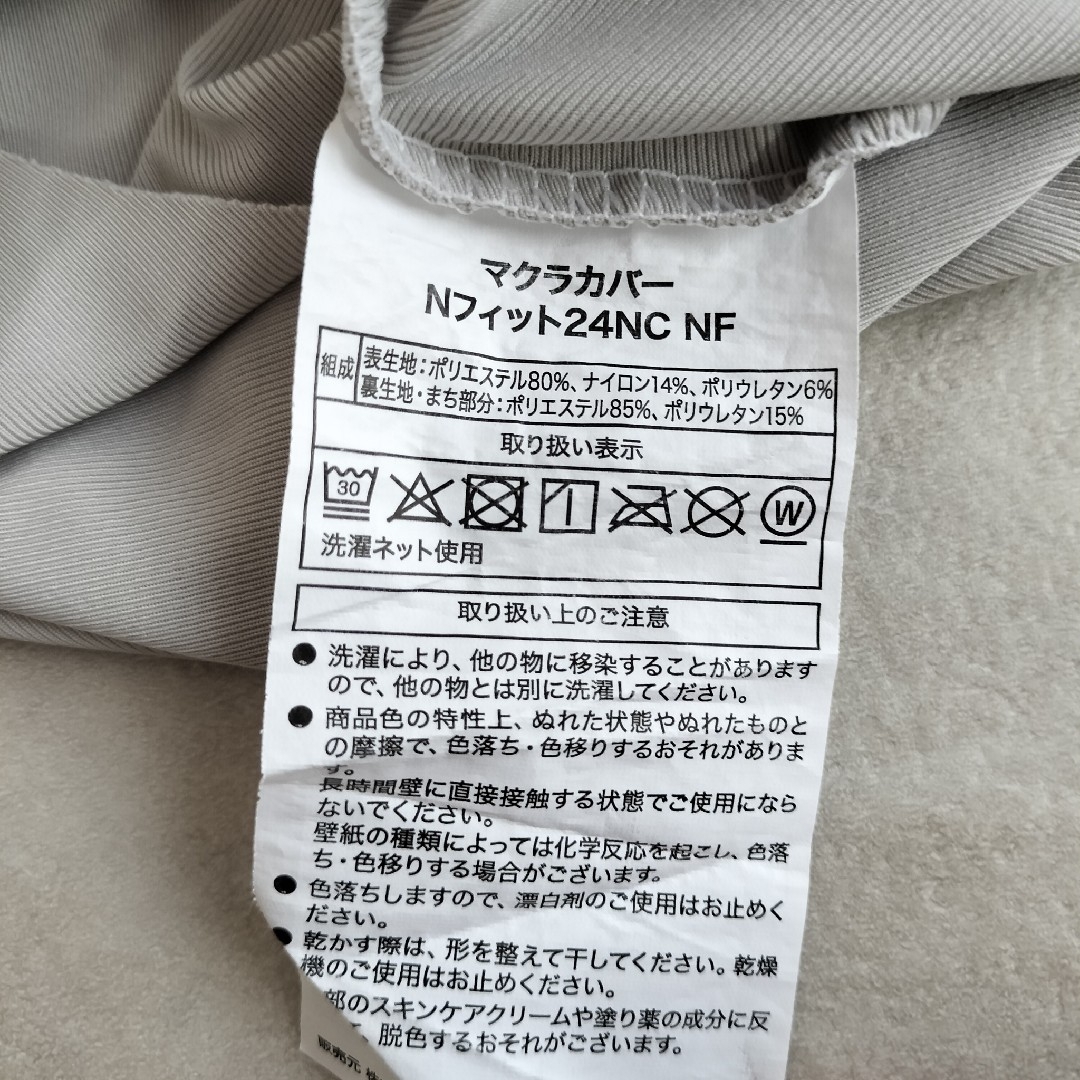 マクラカバー
Nフィット24NC NF
組成
表生地:ポリエステル80%、ナイロン14%、ポリウレタン6%
裏生地・まち部分:ポリエステル85%、ポリウレタン15%
取り扱い表示
30
W
洗濯ネット使用
取り扱い上のご注意
● 洗濯により、他の物に移染することがあります
ので、他の物とは別に洗濯してください。
● 商品色の特性上、ぬれた状態やぬれたものと
の摩擦で、色落ち・色移りするおそれがありま
す。
長時間壁に直接接触する状態でご使用になら
ないでください。
壁紙の種類によっては化学反応を起こし、色落
ち・色移りする場合がございます。
● 色落ちしますので、漂白剤のご使用はお止めく
ださい。
● 乾かす際は、形を整えて干してください。乾燥
機のご使用はお止めください。
部のスキンケアクリームや塗り薬の成分に反
脱色するおそれがございます。
販売元 株